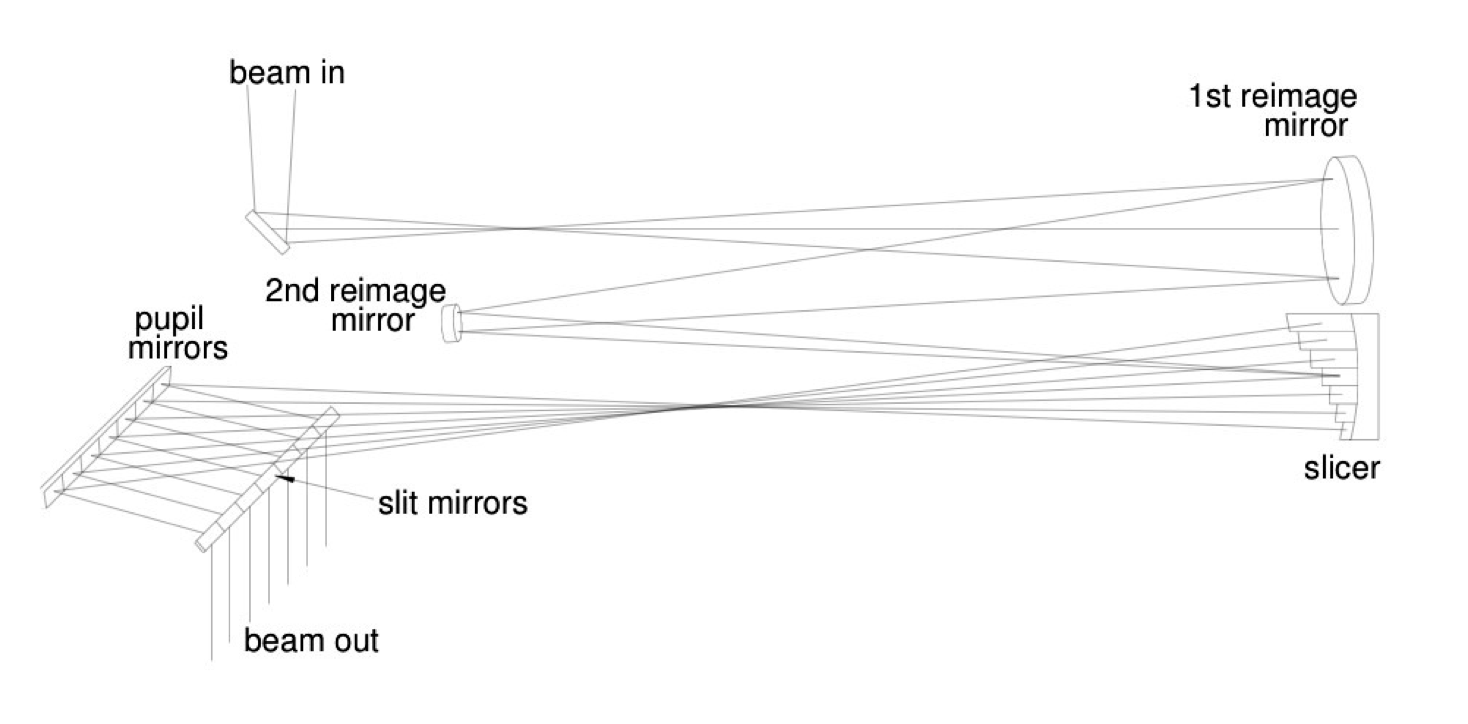 beam in
1st reimage
mirror
2nd reimage
mirror
pupil
mirrors
slicer
slit mirrors
beam out